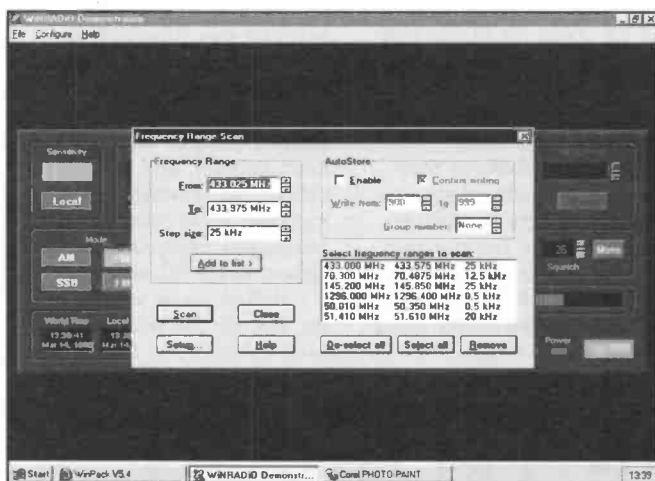 WiNRADiO Demonstration
File Configure Help
Frequency Range Scan
Sensitivity
Local
Mode
AM
SSB
World Time Local
13:38:41
Frequency Range
From: 433.025 MHz
To: 433.975 MHz
Step size: 25 kHz
Add to list >
Scan Close
Setup... Help
AutoStore
Enable Confirm writing
Write from: 900 to 999
Group number: None
Select frequency ranges to scan:
433.000 MHz 433.575 MHz 25 kHz
70.300 MHz 70.4875 MHz 12.5 kHz
145.200 MHz 145.850 MHz 25 kHz
1296.000 MHz 1296.400 MHz 0.5 kHz
50.010 MHz 50.350 MHz 0.5 kHz
51.410 MHz 51.610 MHz 20 kHz
De-select all Select all Remove
25 Mute
Squelch
Power
Start WinPack V5.4 WiNRADiO Demonstr... Corel PHOTO-PAINT 13:39